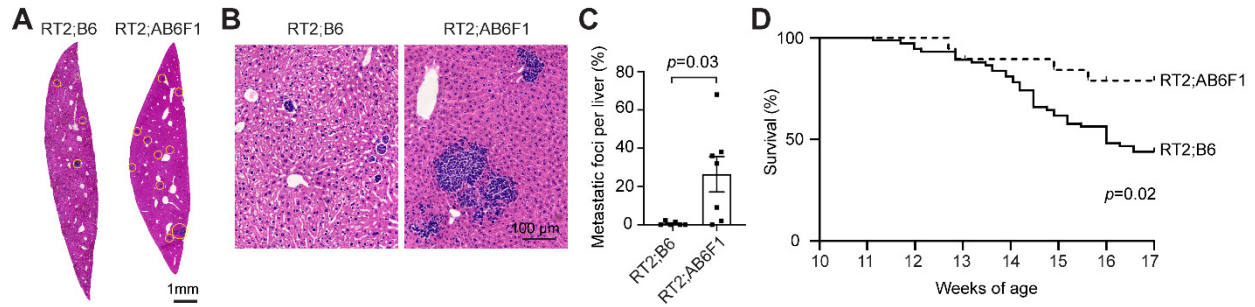 A
RT2;B6
RT2;AB6F1
1mm
B
RT2;B6
RT2;AB6F1
100 µm
C
Metastatic foci per liver (%)
80
60
40
20
0
p=0.03
RT2;B6
RT2;AB6F1
D
Survival (%)
100
50
0
RT2;AB6F1
RT2;B6
p=0.02
10 11 12 13 14 15 16 17
Weeks of age